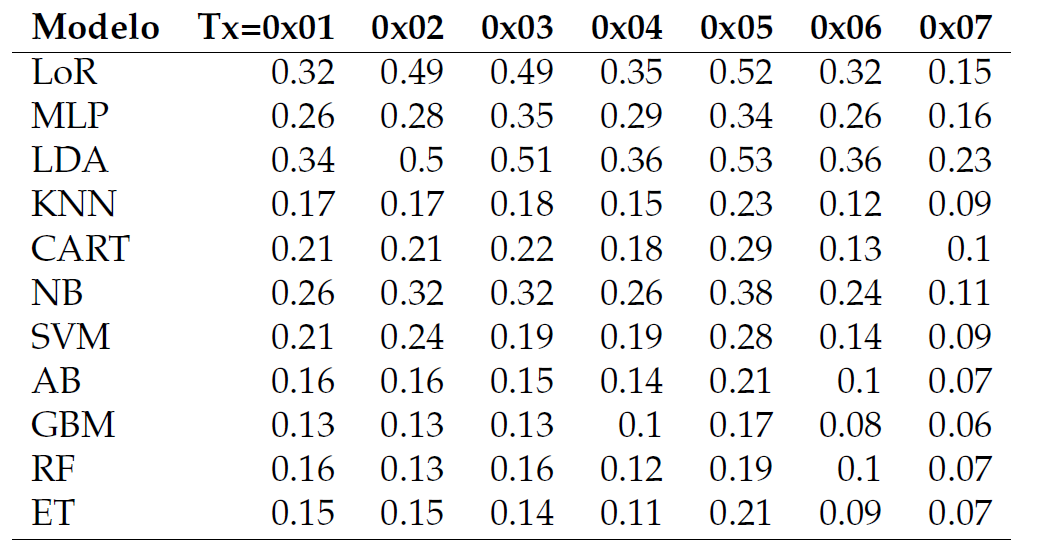 Modelo Tx=0x01 0x02 0x03 0x04 0x05 0x06 0x07
LoR 0.32 0.49 0.49 0.35 0.52 0.32 0.15
MLP 0.26 0.28 0.35 0.29 0.34 0.26 0.16
LDA 0.34 0.5 0.51 0.36 0.53 0.36 0.23
KNN 0.17 0.17 0.18 0.15 0.23 0.12 0.09
CART 0.21 0.21 0.22 0.18 0.29 0.13 0.1
NB 0.26 0.32 0.32 0.26 0.38 0.24 0.11
SVM 0.21 0.24 0.19 0.19 0.28 0.14 0.09
AB 0.16 0.16 0.15 0.14 0.21 0.1 0.07
GBM 0.13 0.13 0.13 0.1 0.17 0.08 0.06
RF 0.16 0.13 0.16 0.12 0.19 0.1 0.07
ET 0.15 0.15 0.14 0.11 0.21 0.09 0.07